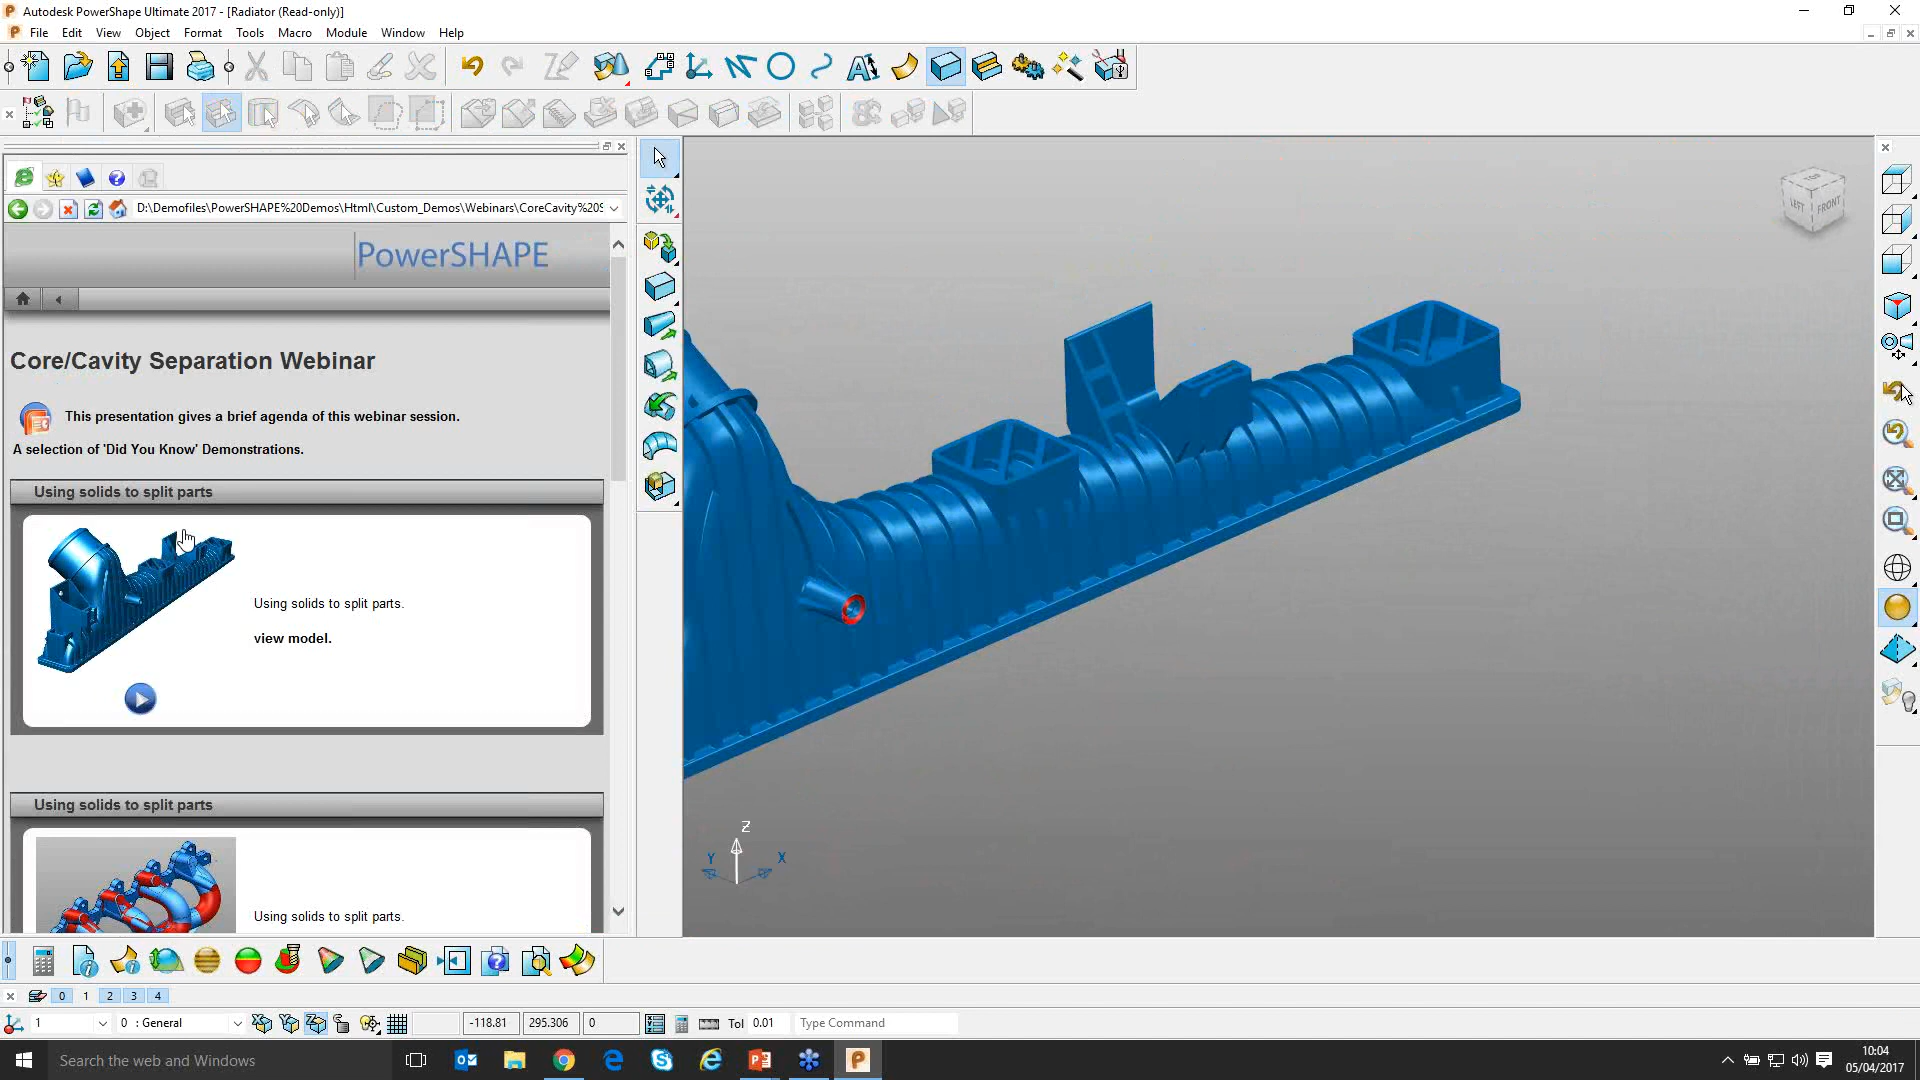 Autodesk PowerShape Ultimate 2017 - [Radiator (Read-only)]
File Edit View Object Format Tools Macro Module Window Help
D:\Demofiles\PowerSHAPE%20Demos\Html\Custom_Demos\Webinars\CoreCavity%20S
PowerSHAPE
Core/Cavity Separation Webinar
This presentation gives a brief agenda of this webinar session.
A selection of 'Did You Know' Demonstrations.
Using solids to split parts
Using solids to split parts.
view model.
Using solids to split parts
Using solids to split parts.
TOP
LEFT FRONT
Z
Y X
0 1 2 3 4
1 0 : General -118.81 295.306 0 Tol 0.01 Type Command
Search the web and Windows
10:04
05/04/2017